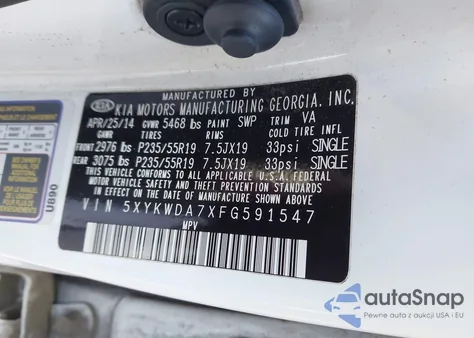 MANUFACTURED BY
KIA KIA MOTORS MANUFACTURING GEORGIA. INC.
APR/25/14 GVWR 5468 lbs PAINT SWP TRIM VA
GAWR TIRES RIMS COLD TIRE INFL
FRONT 2976 lbs P235/55R19 7.5JX19 33psi SINGLE
REAR 3075 lbs P235/55R19 7.5JX19 33psi SINGLE
THIS VEHICLE CONFORMS TO ALL APPLICABLE
U.S.A. FEDERAL MOTOR VEHICLE SAFETY AND
THEFT PREVENTION STANDARDS IN EFFECT ON THE
DATE OF MANUFACTURE SHOWN ABOVE.
VIN 5XYKWDA7XFG591547
MPV
UB90
autaSnap
Pewne auta z aukcji USA i EU